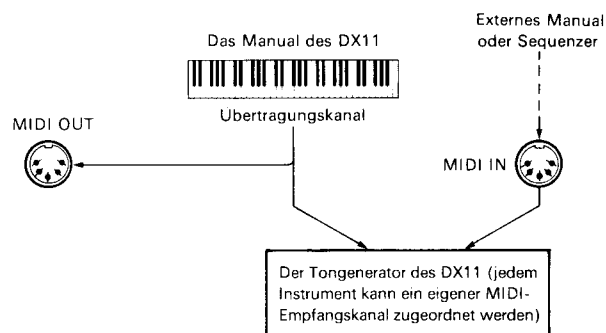 Externes Manual
oder Sequenzer
Das Manual des DX11
Übertragungskanal
MIDI OUT
MIDI IN
Der Tongenerator des DX11 (jedem
Instrument kann ein eigener MIDI-
Empfangskanal zugeordnet werden)